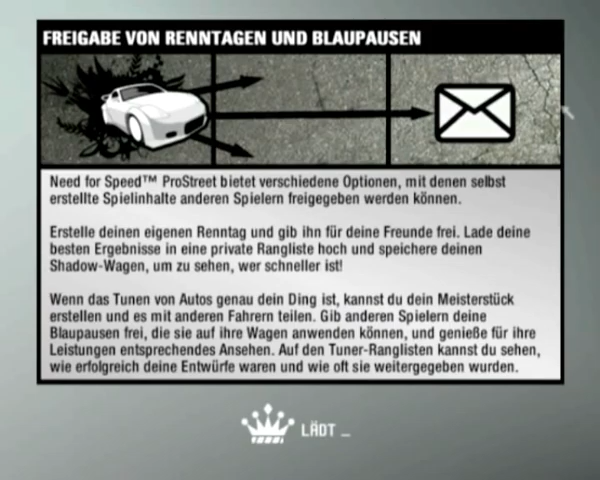 FREIGABE VON RENNTAGEN UND BLAUPAUSEN
Need for Speed™ ProStreet bietet verschiedene Optionen, mit denen selbst
erstellte Spielinhalte anderen Spielern freigegeben werden können.
Erstelle deinen eigenen Renntag und gib ihn für deine Freunde frei. Lade deine
besten Ergebnisse in eine private Rangliste hoch und speichere deinen
Shadow-Wagen, um zu sehen, wer schneller ist!
Wenn das Tunen von Autos genau dein Ding ist, kannst du dein Meisterstück
erstellen und es mit anderen Fahrern teilen. Gib anderen Spielern deine
Blaupausen frei, die sie auf ihre Wagen anwenden können, und genieße für ihre
Leistungen entsprechendes Ansehen. Auf den Tuner-Ranglisten kannst du sehen,
wie erfolgreich deine Entwürfe waren und wie oft sie weitergegeben wurden.
LÄDT _